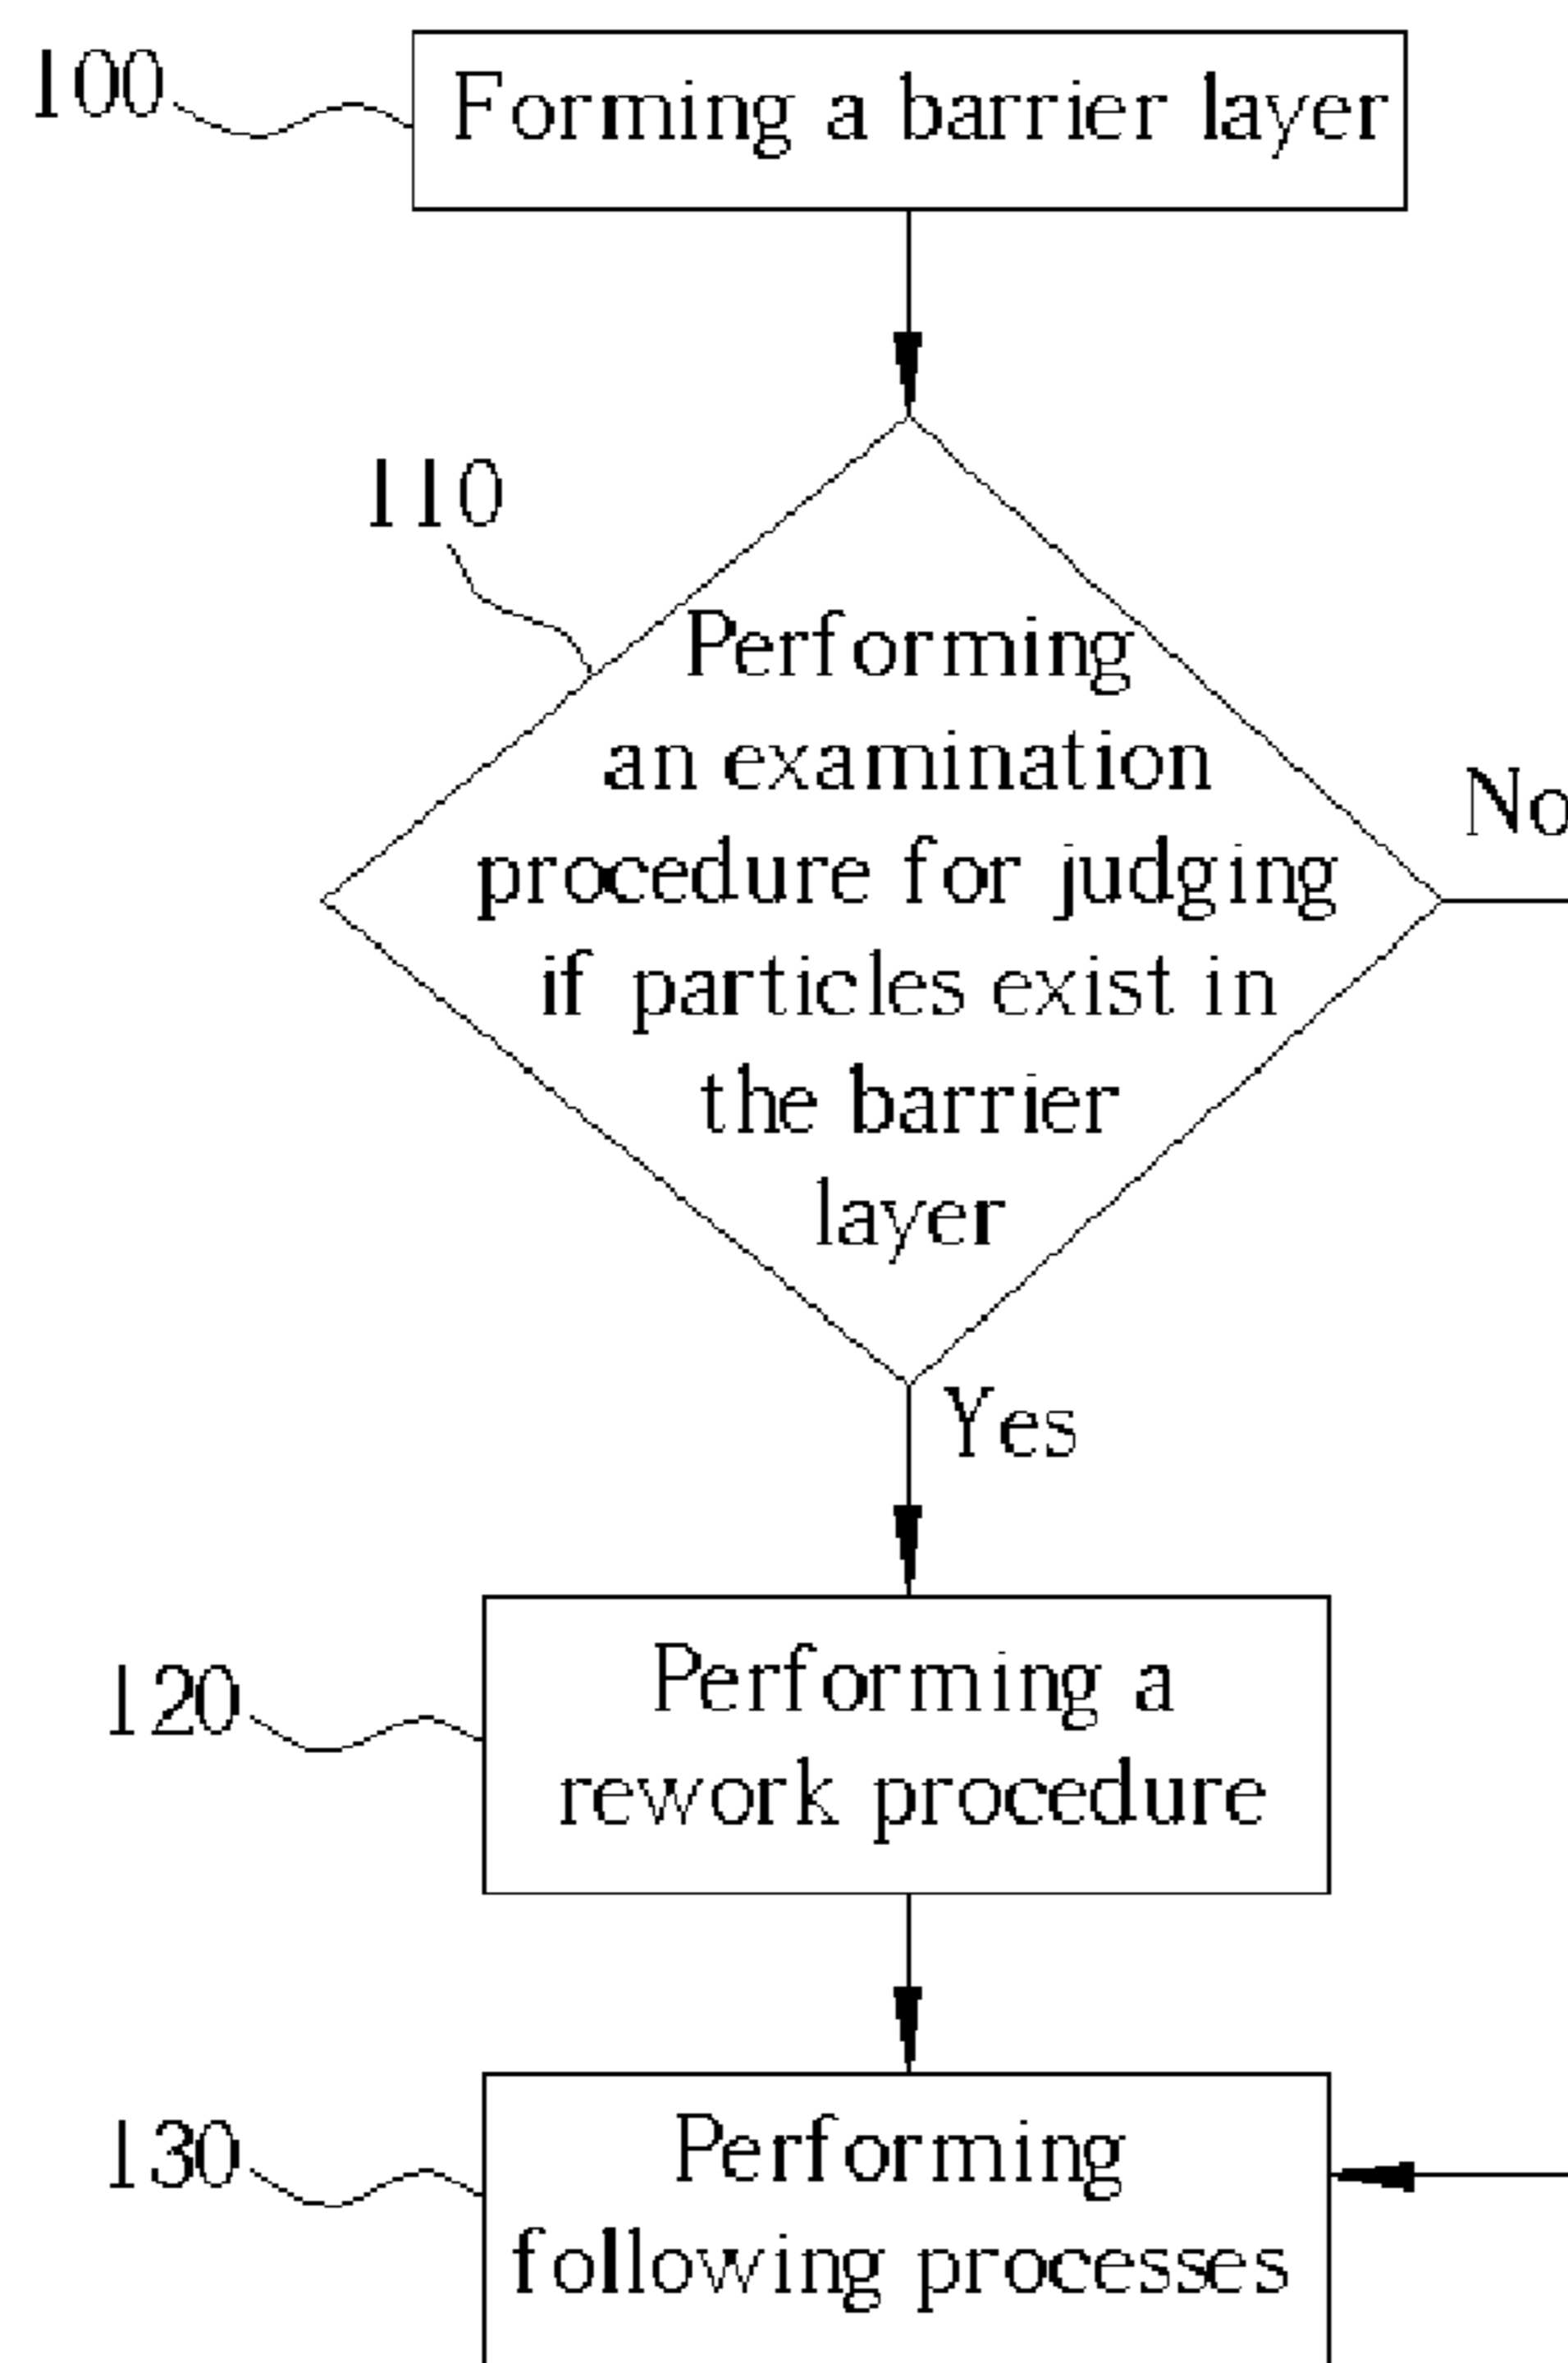 100
Forming a barrier layer
110
Performing
an examination
procedure for judging
if particles exist in
the barrier
layer
No
Yes
120
Performing a
rework procedure
130
Performing
following processes